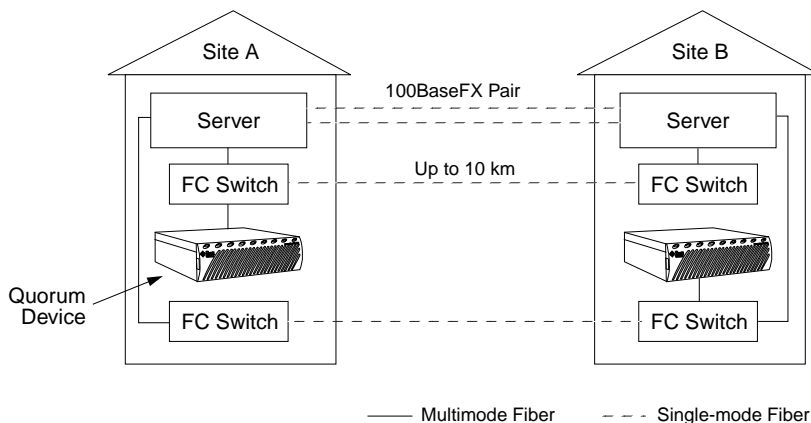 Site A
Site B
100BaseFX Pair
Server
Server
Up to 10 km
FC Switch
FC Switch
Quorum
Device
FC Switch
FC Switch
Multimode Fiber
Single-mode Fiber